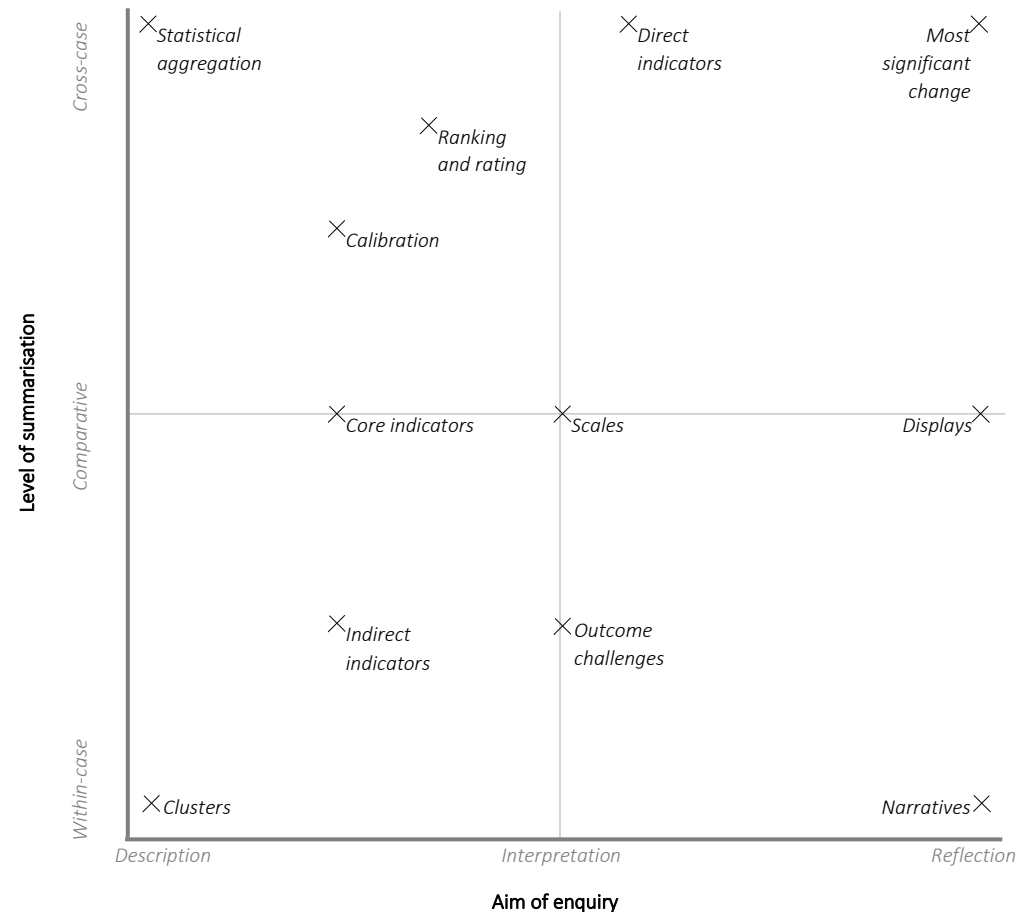 Cross-case
Statistical
aggregation
Direct
indicators
Most
significant
change
Ranking
and rating
Calibration
Level of summarisation
Comparative
Core indicators
Scales
Displays
Indirect
indicators
Outcome
challenges
Within-case
Clusters
Narratives
Description
Interpretation
Reflection
Aim of enquiry